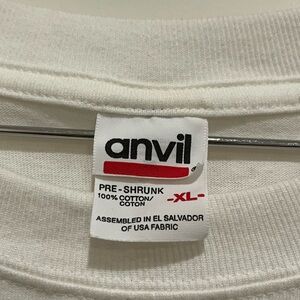 anvil
PRE-SHRUNK
100% COTTON/
COTON
-XL-
ASSEMBLED IN EL SALVADOR
OF USA FABRIC